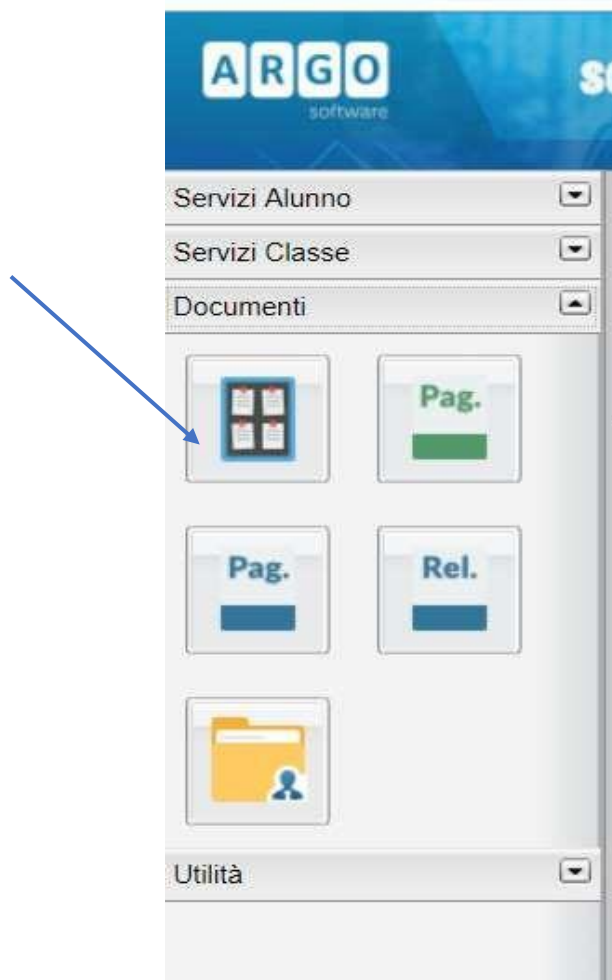 ARGO
software
Servizi Alunno
Servizi Classe
Documenti
Pag.
Pag.
Rel.
Utilità